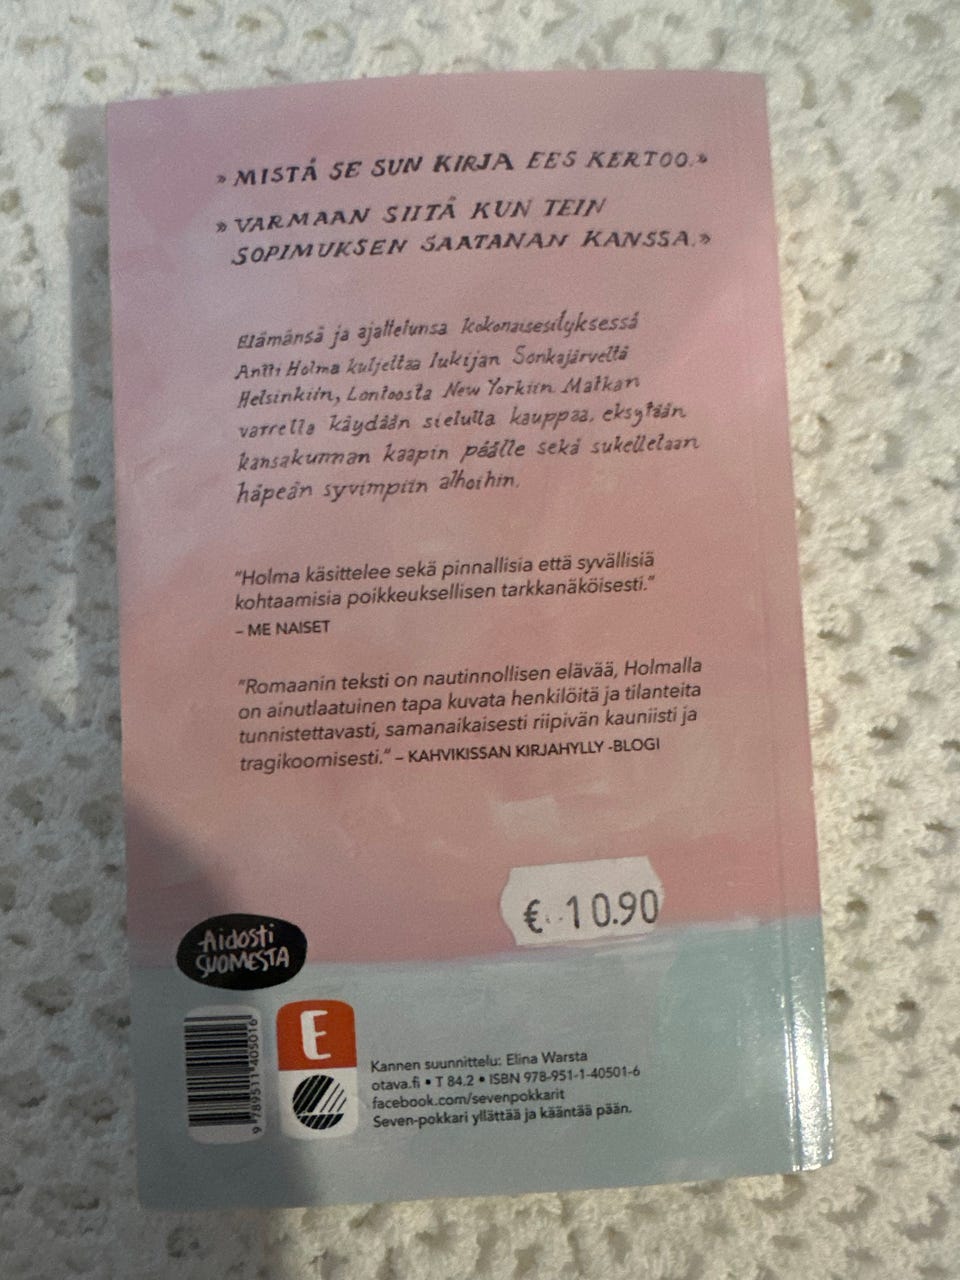 » MISTÄ SE SUN KIRJA EES KERTOO.»
» VARMAAN SIITÄ KUN TEIN
SOPIMUKSEN SAATANAN KANSSA.»
Elämänsä ja ajattelunsa kokonaisesityksessä
Antti Holma kuljettaa lukijan Sonkajärveltä
Helsinkiin, Lontoosta New Yorkiin. Matkan
varrella käydään sielulla kauppaa, eksytään
kansakunnan kaapin päälle sekä sukelletaan
häpeän syvimpiin alhoihin.
"Holma käsittelee sekä pinnallisia että syvällisiä
kohtaamisia poikkeuksellisen tarkkanäköisesti."
– ME NAISET
"Romaanin teksti on nautinnollisen elävää, Holmalla
on ainutlaatuinen tapa kuvata henkilöitä ja tilanteita
tunnistettavasti, samanaikaisesti riipivän kauniisti ja
tragikoomisesti." – KAHVIKISSAN KIRJAHYLLY -BLOGI
€ 10.90
Aidosti
SUOMESTA
9 789511 405016
E
Kannen suunnittelu: Elina Warsta
otava.fi • T 84.2 • ISBN 978-951-1-40501-6
facebook.com/sevenpokkarit
Seven-pokkari yllättää ja kääntää pään.